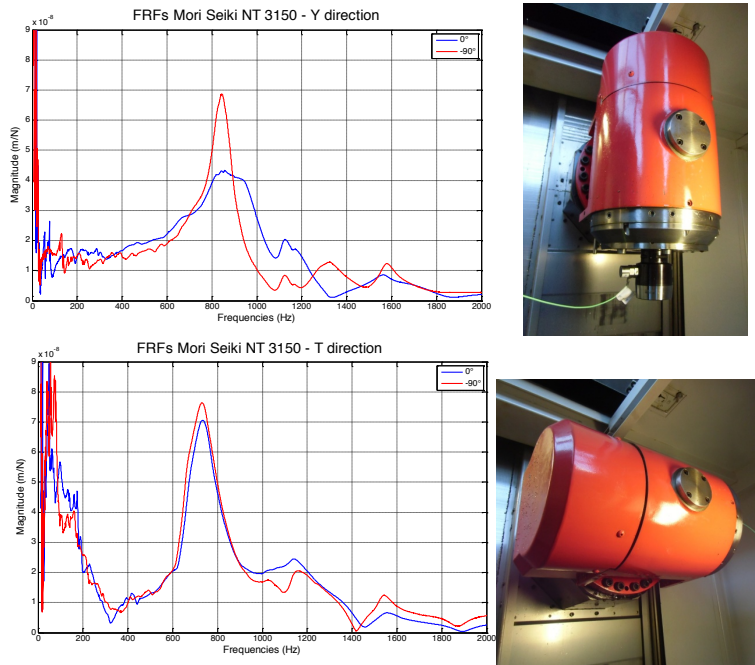 FRFs Mori Seiki NT 3150 - Y direction
x 10⁻⁸
0°
-90°
9
8
7
6
5
4
3
2
1
0
Magnitude (m/N)
0 200 400 600 800 1000 1200 1400 1600 1800 2000
Frequencies (Hz)
FRFs Mori Seiki NT 3150 - T direction
x 10⁻⁸
0°
-90°
9
8
7
6
5
4
3
2
1
0
Magnitude (m/N)
0 200 400 600 800 1000 1200 1400 1600 1800 2000
Frequencies (Hz)